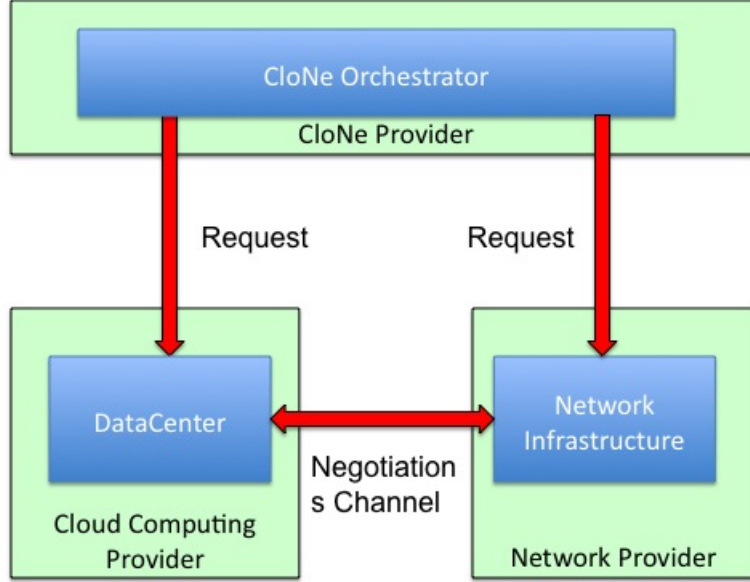 CloNe Orchestrator
CloNe Provider
Request
Request
DataCenter
Network
Infrastructure
Negotiation
s Channel
Cloud Computing
Provider
Network Provider